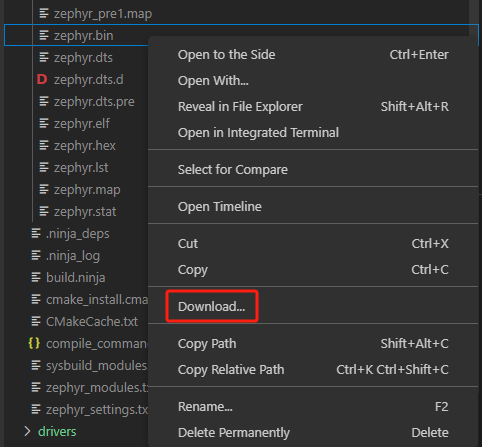 zephyr_pre1.map
zephyr.bin
zephyr.dts
D zephyr.dts.d
zephyr.dts.pre
zephyr.elf
zephyr.hex
zephyr.lst
zephyr.map
zephyr.stat
.ninja_deps
.ninja_log
build.ninja
cmake_install.cma
CMakeCache.txt
{} compile_comman
sysbuild_modules
zephyr_modules.tx
zephyr_settings.tx
> drivers
Open to the Side Ctrl+Enter
Open With...
Reveal in File Explorer Shift+Alt+R
Open in Integrated Terminal
Select for Compare
Open Timeline
Cut Ctrl+X
Copy Ctrl+C
Download...
Copy Path Shift+Alt+C
Copy Relative Path Ctrl+K Ctrl+Shift+C
Rename... F2
Delete Permanently Delete